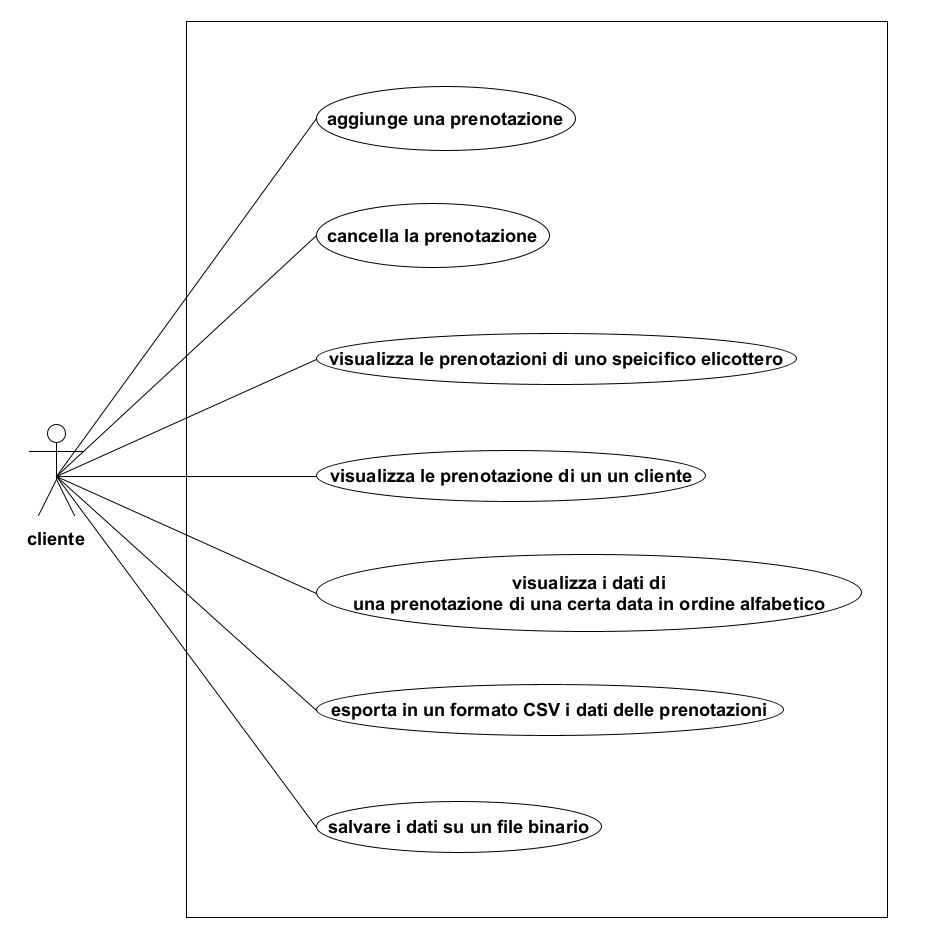 aggiunge una prenotazione
cancella la prenotazione
visualizza le prenotazioni di uno speicifico elicottero
visualizza le prenotazione di un un cliente
cliente
visualizza i dati di
una prenotazione di una certa data in ordine alfabetico
esporta in un formato CSV i dati delle prenotazioni
salvare i dati su un file binario